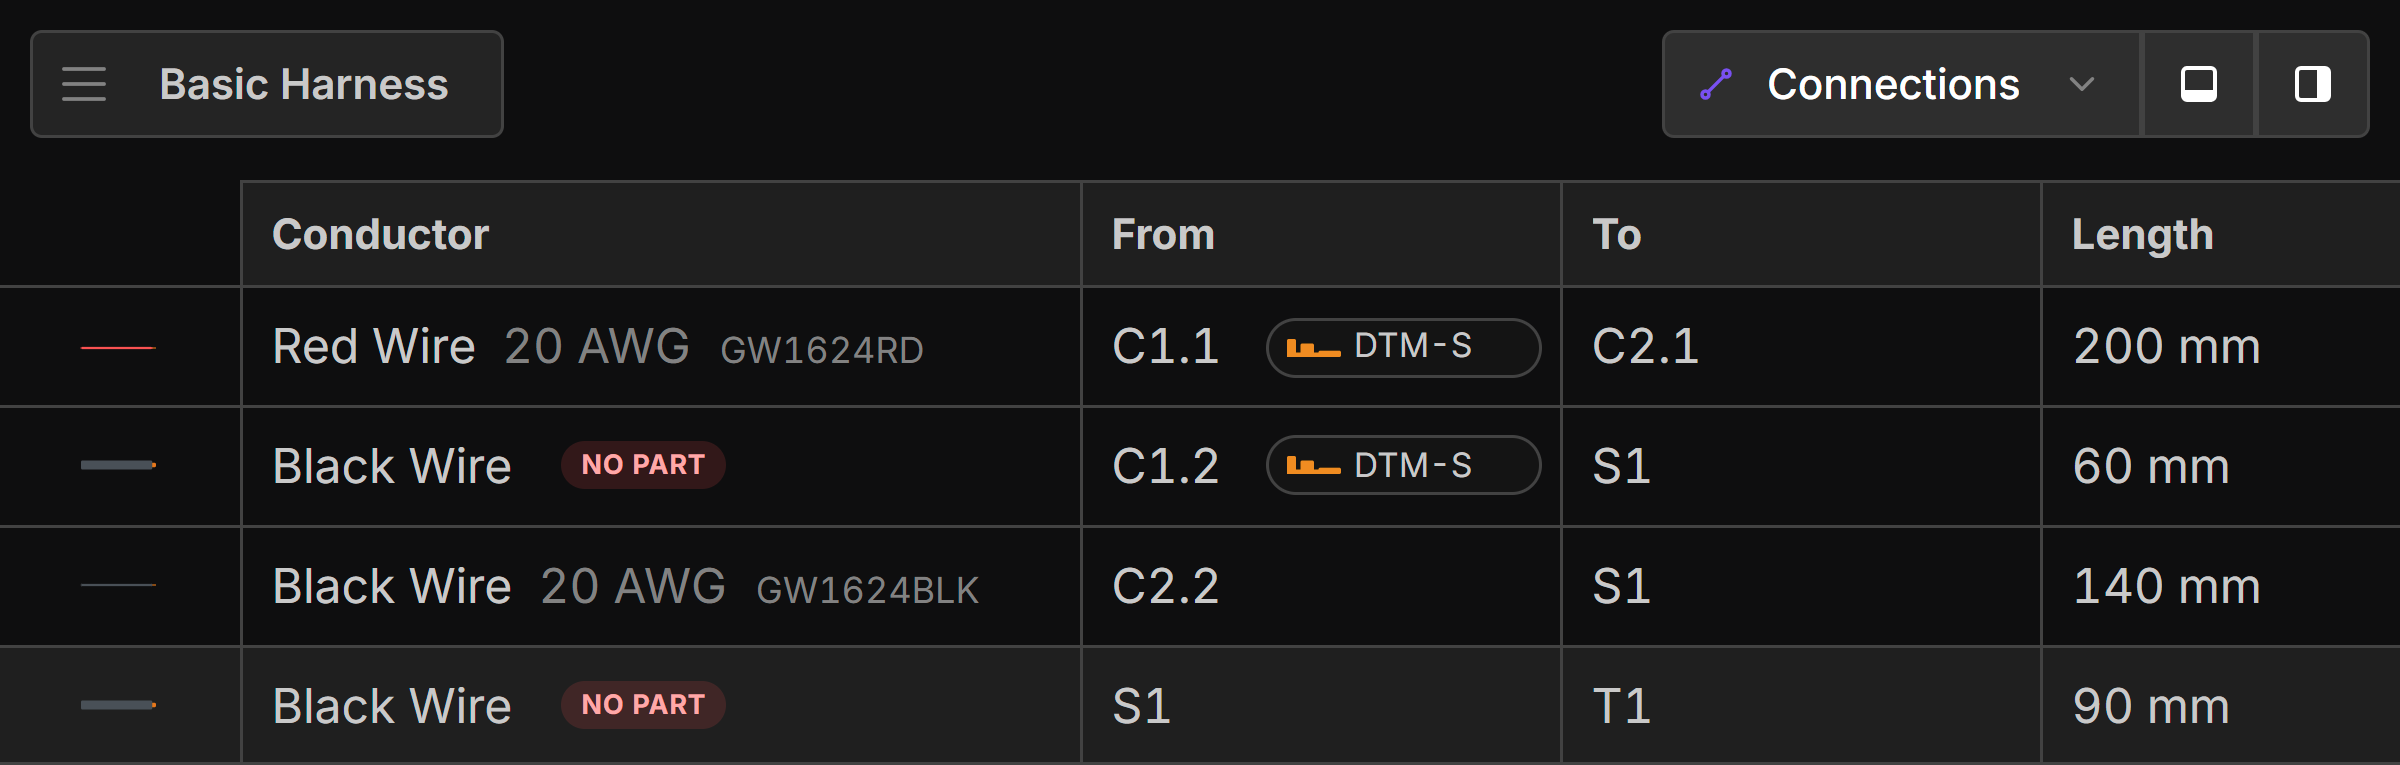 Basic Harness
Connections
Conductor From To Length
Red Wire 20 AWG GW1624RD C1.1 DTM-S C2.1 200 mm
Black Wire NO PART C1.2 DTM-S S1 60 mm
Black Wire 20 AWG GW1624BLK C2.2 S1 140 mm
Black Wire NO PART S1 T1 90 mm